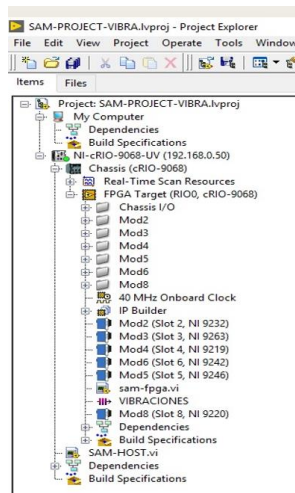 SAM-PROJECT-VIBRA.lvproj - Project Explorer
File Edit View Project Operate Tools Window
Items Files
Project: SAM-PROJECT-VIBRA.lvproj
My Computer
Dependencies
Build Specifications
NI-cRIO-9068-UV (192.168.0.50)
Chassis (cRIO-9068)
Real-Time Scan Resources
FPGA Target (RIO0, cRIO-9068)
Chassis I/O
Mod2
Mod3
Mod4
Mod5
Mod6
Mod8
40 MHz Onboard Clock
IP Builder
Mod2 (Slot 2, NI 9232)
Mod3 (Slot 3, NI 9263)
Mod4 (Slot 4, NI 9219)
Mod6 (Slot 6, NI 9242)
Mod5 (Slot 5, NI 9246)
sam-fpga.vi
VIBRACIONES
Mod8 (Slot 8, NI 9220)
Dependencies
Build Specifications
SAM-HOST.vi
Dependencies
Build Specifications